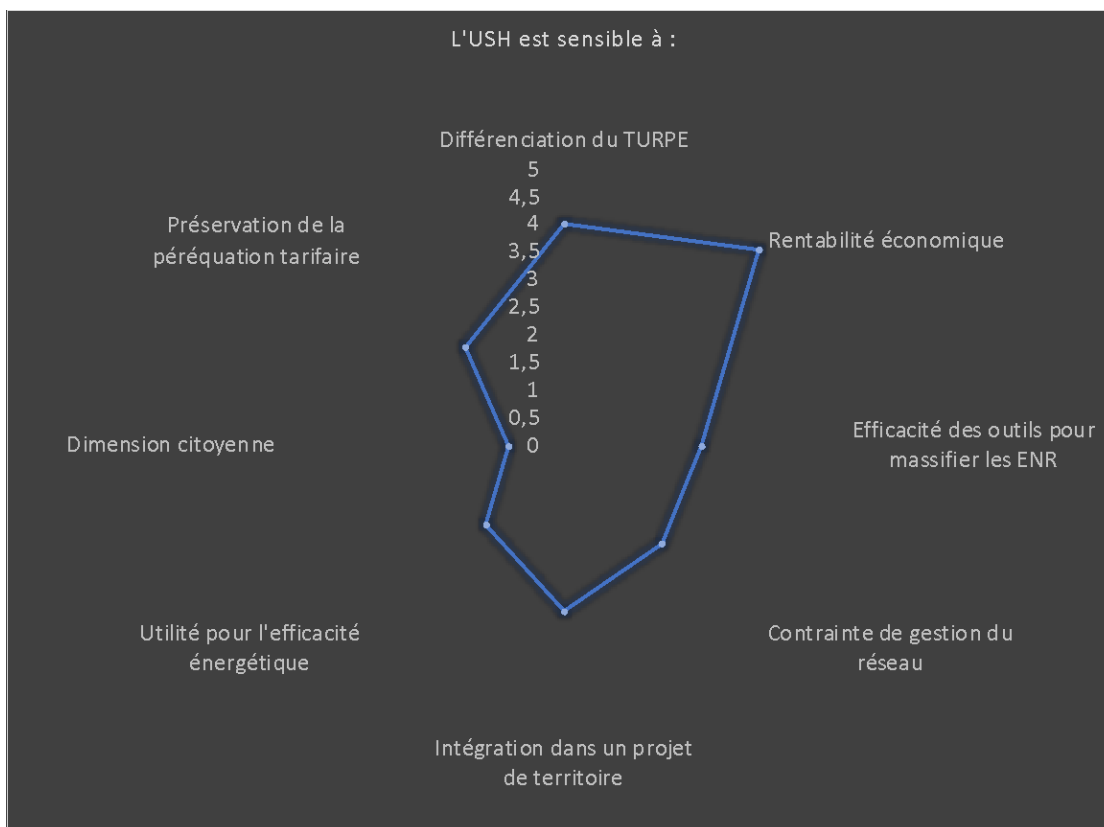 L'USH est sensible à :
Différenciation du TURPE
5
4,5
4
3,5
3
2,5
2
1,5
1
0,5
0
Rentabilité économique
Efficacité des outils pour
massifier les ENR
Contrainte de gestion du
réseau
Intégration dans un projet
de territoire
Utilité pour l'efficacité
énergétique
Dimension citoyenne
Préservation de la
péréquation tarifaire